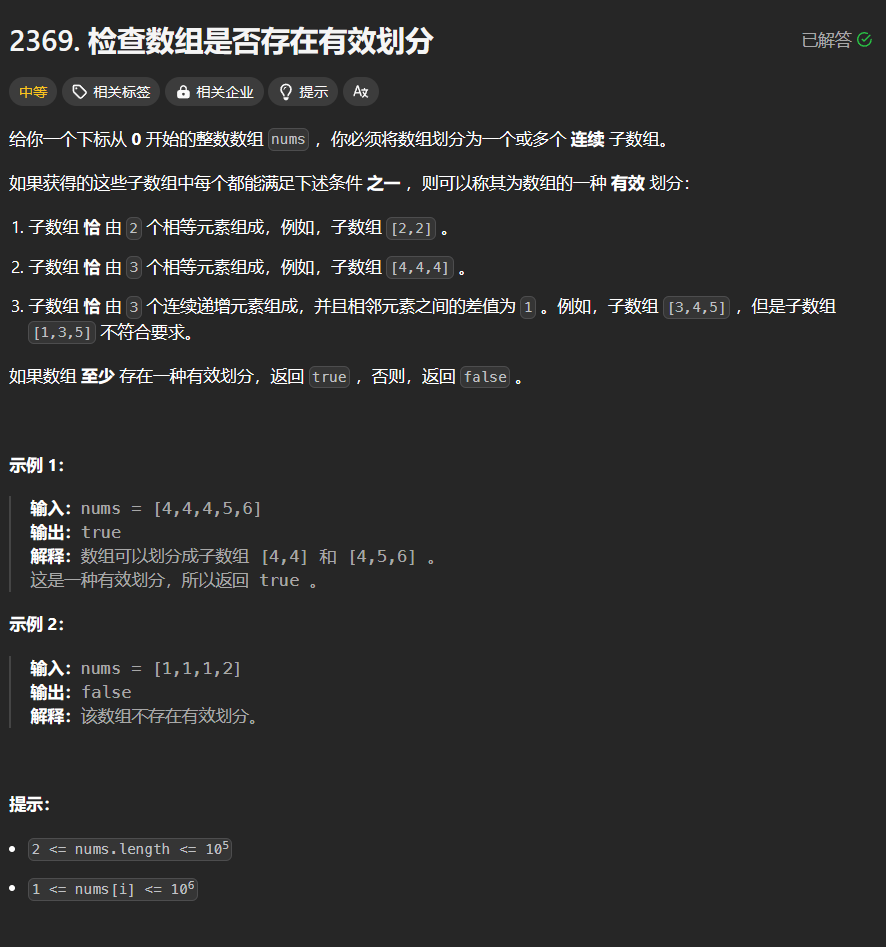 2369. 检查数组是否存在有效划分
已解答
中等 相关标签 相关企业 提示 Aあ
给你一个下标从 0 开始的整数数组 nums ，你必须将数组划分为一个或多个 连续 子数组。
如果获得的这些子数组中每个都能满足下述条件 之一 ，则可以称其为数组的一种 有效 划分：
1. 子数组 恰 由 2 个相等元素组成，例如，子数组 [2,2] 。
2. 子数组 恰 由 3 个相等元素组成，例如，子数组 [4,4,4] 。
3. 子数组 恰 由 3 个连续递增元素组成，并且相邻元素之间的差值为 1 。例如，子数组 [3,4,5] ，但是子数组
[1,3,5] 不符合要求。
如果数组 至少 存在一种有效划分，返回 true ，否则，返回 false 。
示例 1：
输入：nums = [4,4,4,5,6]
输出：true
解释：数组可以划分成子数组 [4,4] 和 [4,5,6] 。
这是一种有效划分，所以返回 true 。
示例 2：
输入：nums = [1,1,1,2]
输出：false
解释：该数组不存在有效划分。
提示：
• 2 <= nums.length <= 10⁵
• 1 <= nums[i] <= 10⁶